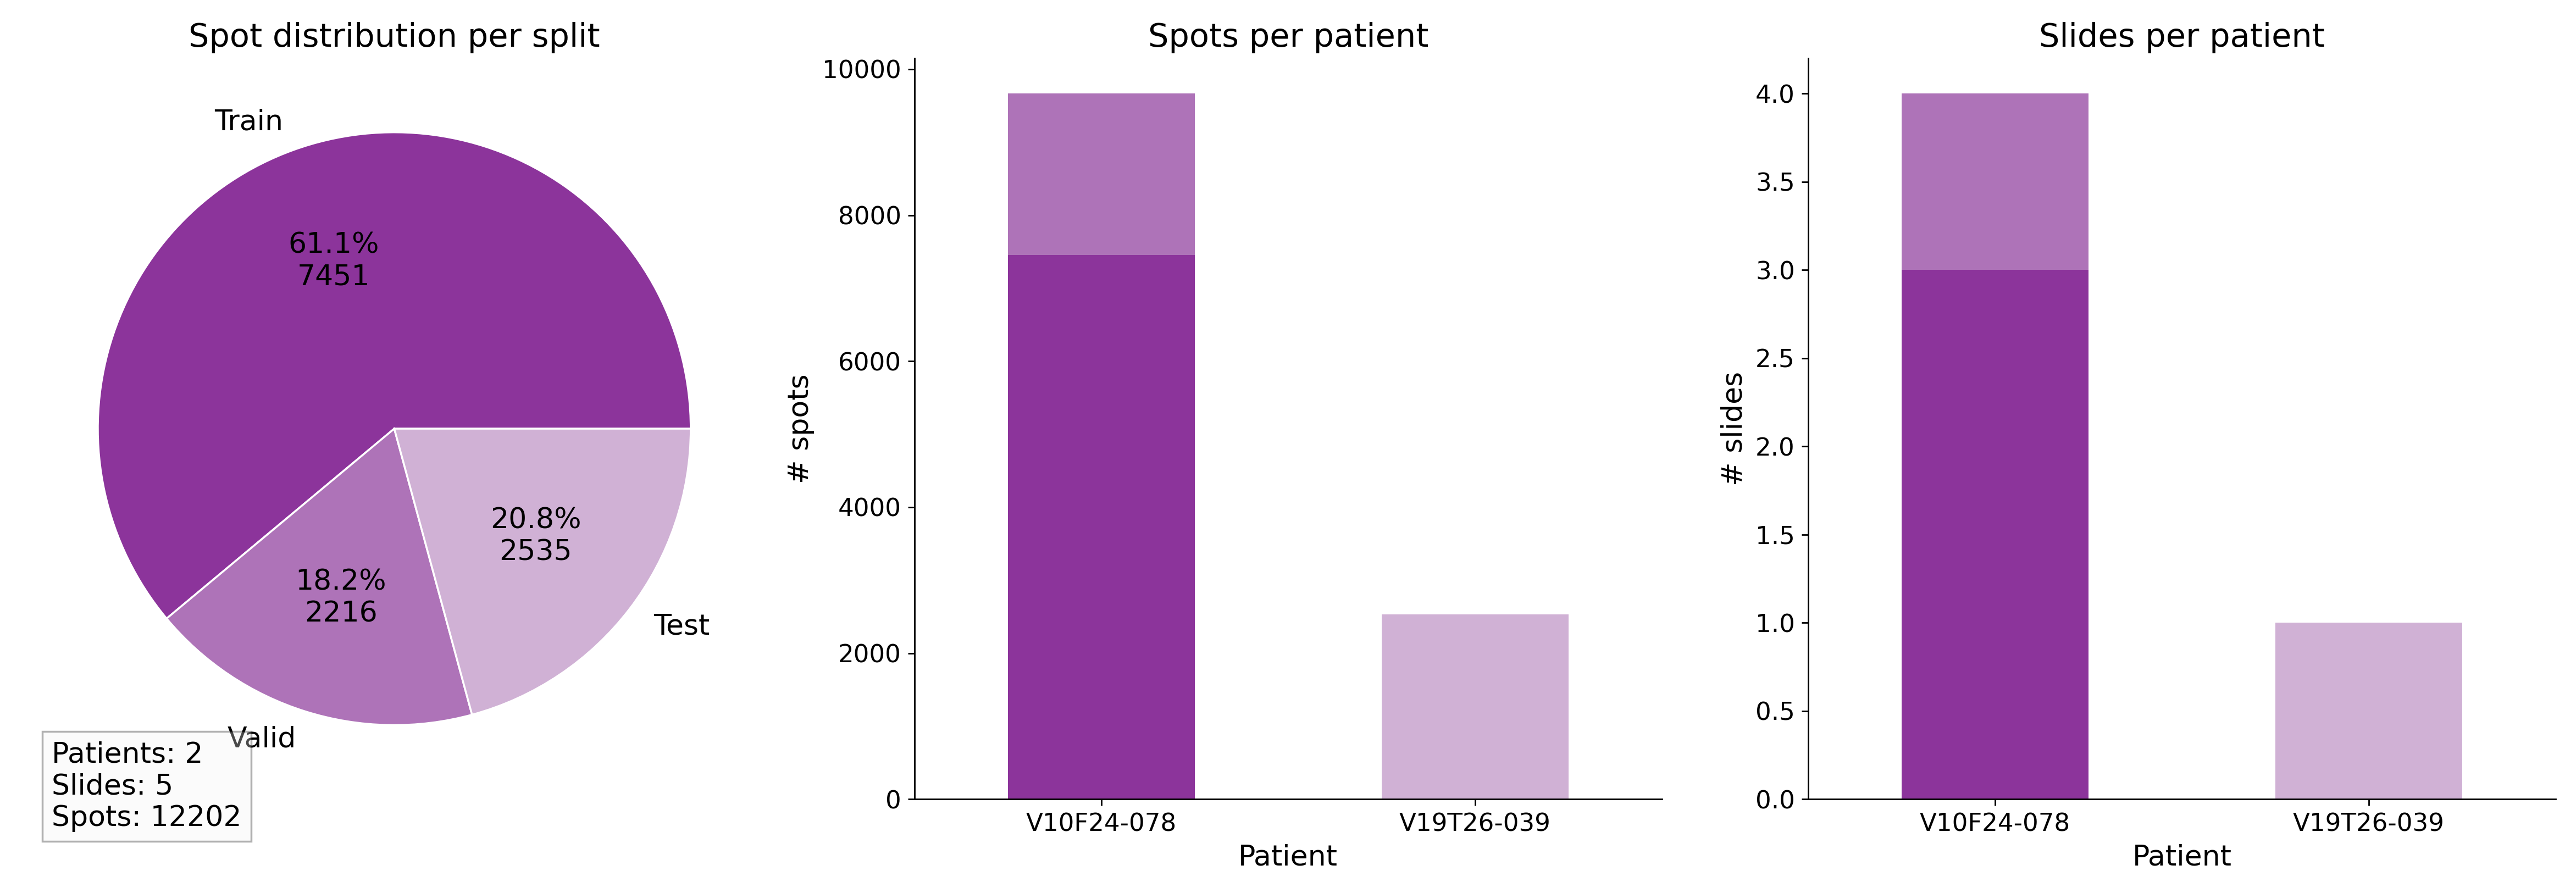 Spot distribution per split
Train
61.1%
7451
18.2%
2216
20.8%
2535
Test
Valid
Patients: 2
Slides: 5
Spots: 12202
Spots per patient
10000
8000
6000
4000
2000
0
# spots
V10F24-078
V19T26-039
Patient
Slides per patient
4.0
3.5
3.0
2.5
2.0
1.5
1.0
0.5
0.0
# slides
V10F24-078
V19T26-039
Patient